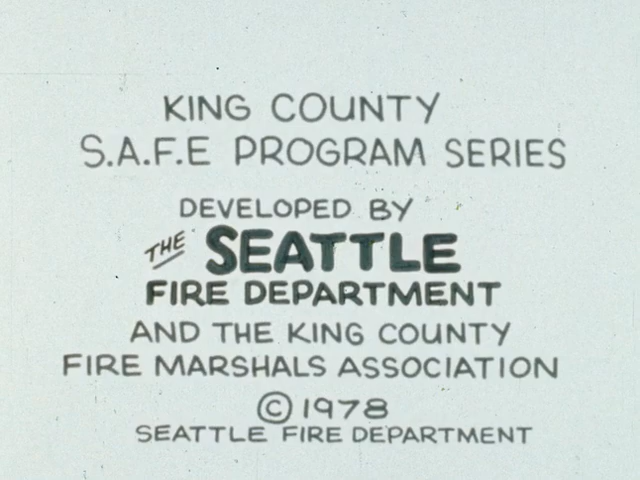 KING COUNTY
S.A.F.E PROGRAM SERIES
DEVELOPED BY
THE SEATTLE
FIRE DEPARTMENT
AND THE KING COUNTY
FIRE MARSHALS ASSOCIATION
© 1978
SEATTLE FIRE DEPARTMENT